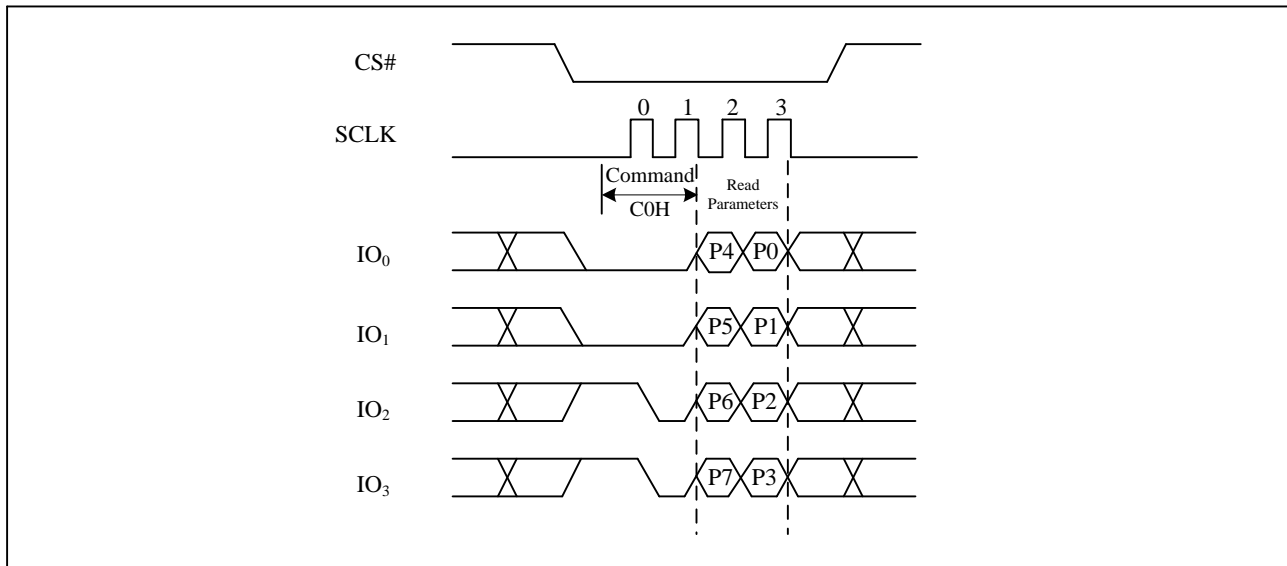 CS#
0 1 2 3
SCLK
Command
C0H
Read
Parameters
IO0 P4 P0
IO1 P5 P1
IO2 P6 P2
IO3 P7 P3